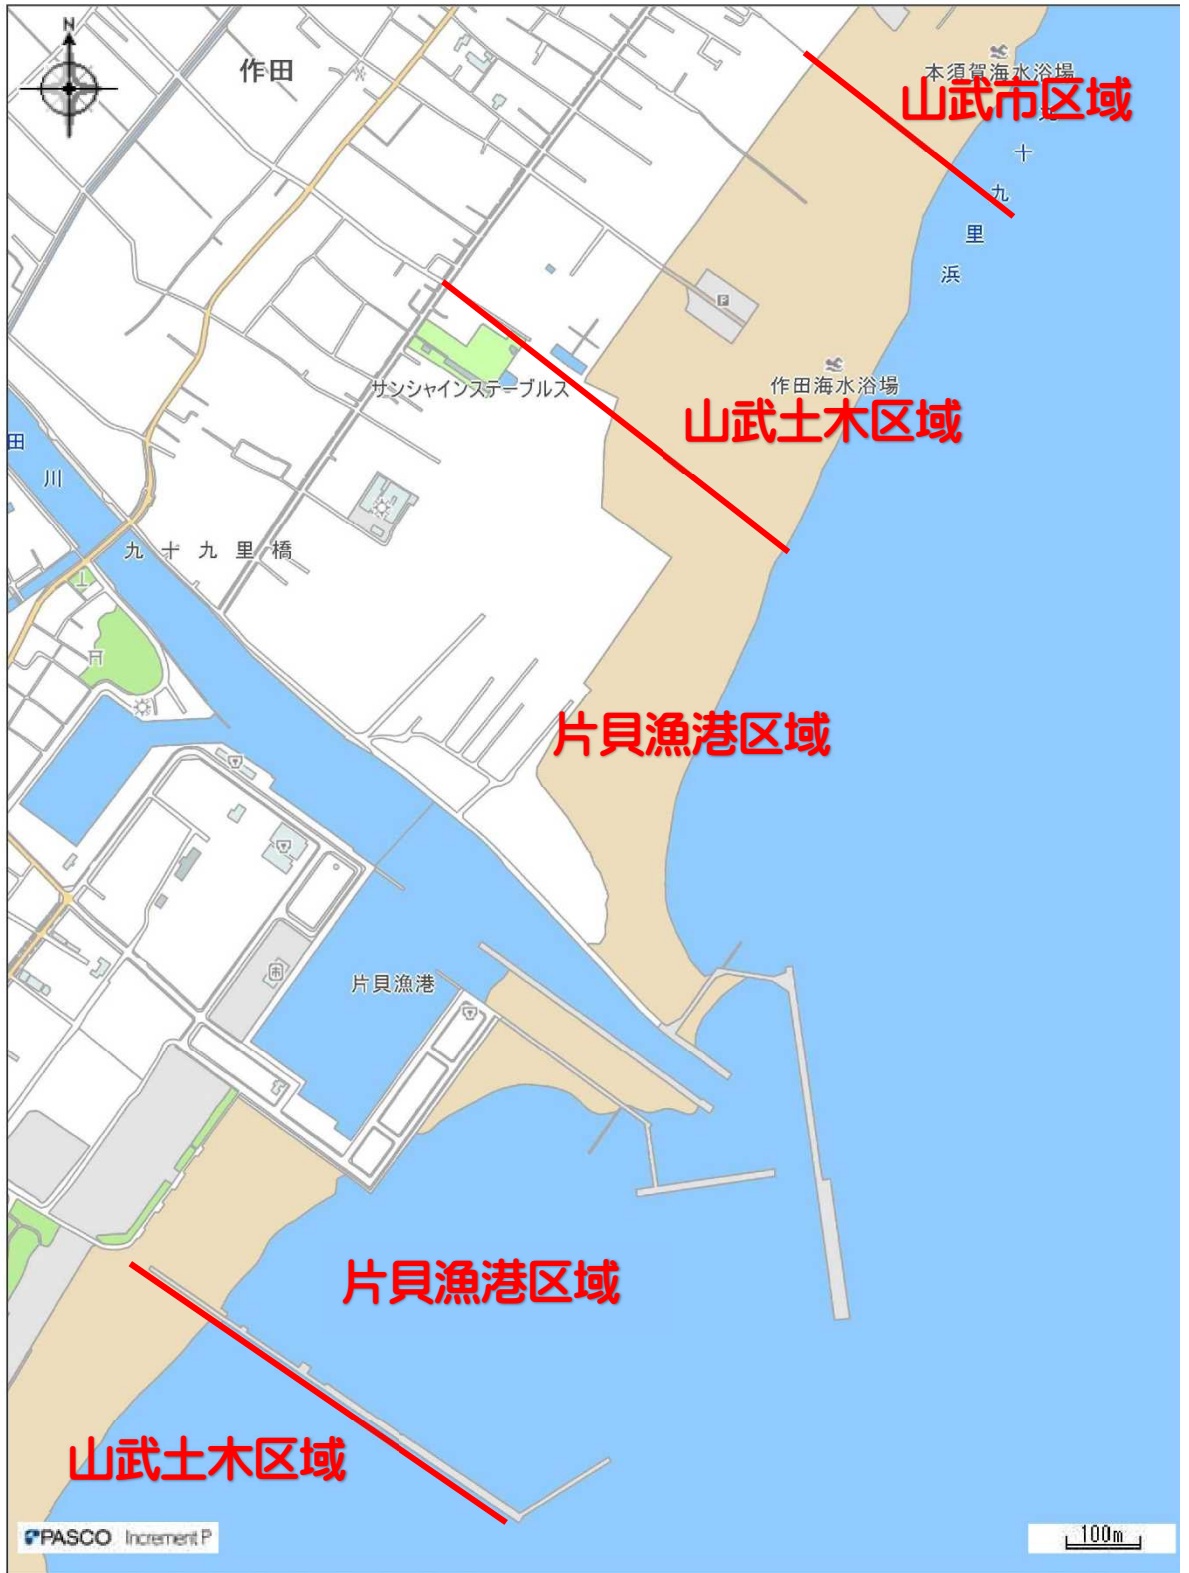 N
作田
本須賀海水浴場
山武市区域
十
九
里
浜
P
サンシャインステーブルス
作田海水浴場
山武土木区域
田
川
九十九里橋
片貝漁港区域
市
片貝漁港
片貝漁港区域
山武土木区域
PASCO Increment P
100m